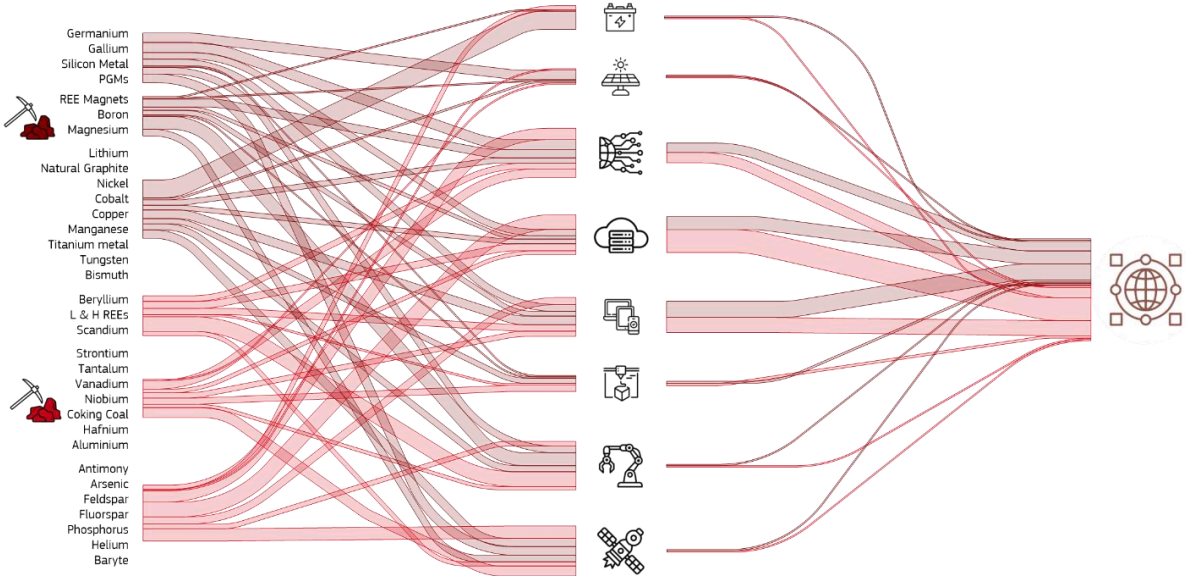 Germanium
Gallium
Silicon Metal
PGMs
REE Magnets
Boron
Magnesium
Lithium
Natural Graphite
Nickel
Cobalt
Copper
Manganese
Titanium metal
Tungsten
Bismuth
Beryllium
L & H REEs
Scandium
Strontium
Tantalum
Vanadium
Niobium
Coking Coal
Hafnium
Aluminium
Antimony
Arsenic
Feldspar
Fluorspar
Phosphorus
Helium
Baryte